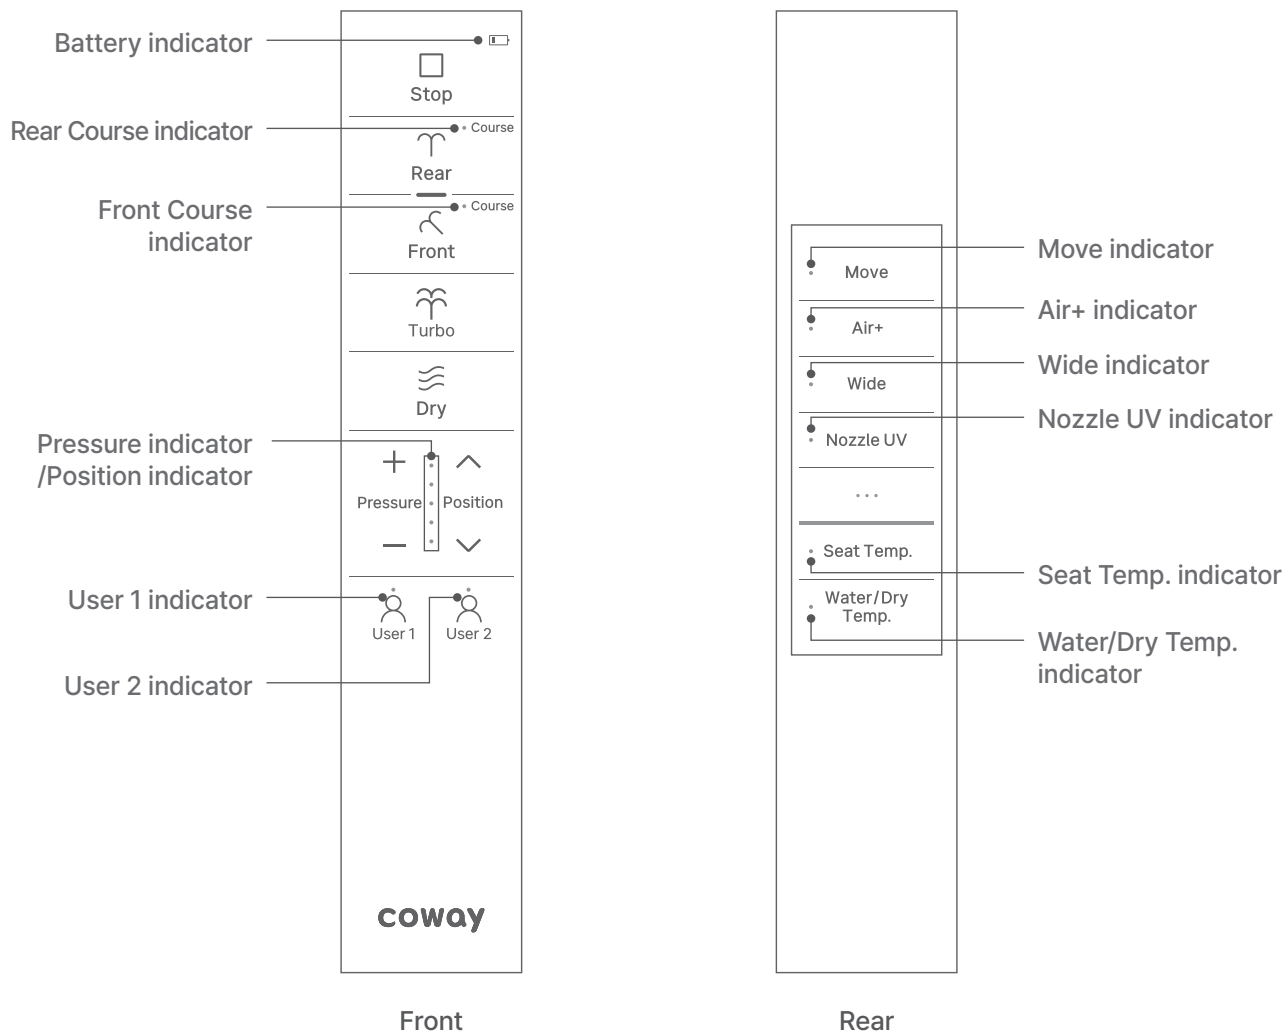 Battery indicator
Stop
Rear Course indicator
Course
Rear
Front Course
indicator
Course
Front
Turbo
Dry
Pressure indicator
/Position indicator
Pressure
Position
User 1 indicator
User 1
User 2
User 2 indicator
coway
Front
Move indicator
Move
Air+ indicator
Air+
Wide indicator
Wide
Nozzle UV indicator
Nozzle UV
...
Seat Temp.
Seat Temp. indicator
Water/Dry
Temp.
Water/Dry Temp.
indicator
Rear